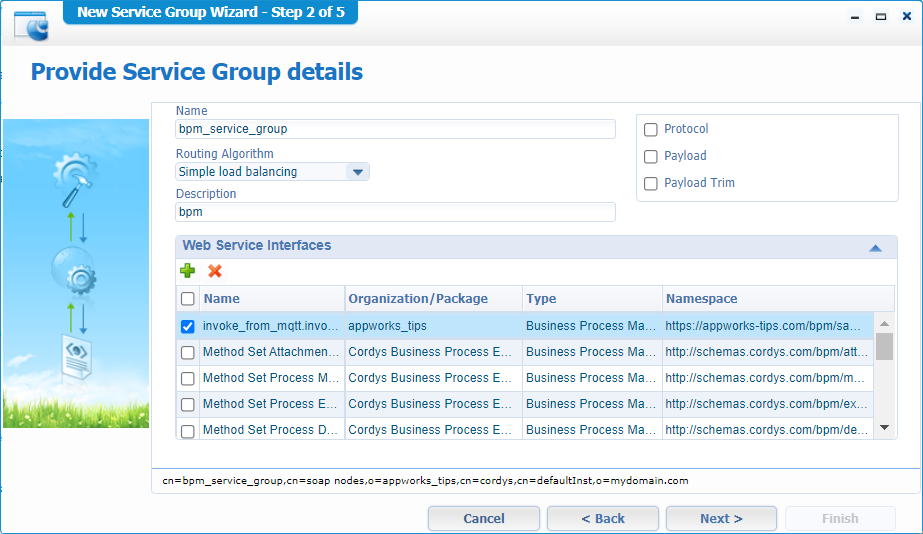 New Service Group Wizard - Step 2 of 5
Provide Service Group details
Name
bpm_service_group
Routing Algorithm
Simple load balancing
Description
bpm
Protocol
Payload
Payload Trim
Web Service Interfaces
Name Organization/Package Type Namespace
invoke_from_mqtt.invo... appworks_tips Business Process Ma... https://appworks-tips.com/bpm/sa...
Method Set Attachmen... Cordys Business Process E... Business Process Ma... http://schemas.cordys.com/bpm/att...
Method Set Process M... Cordys Business Process E... Business Process Ma... http://schemas.cordys.com/bpm/m...
Method Set Process E... Cordys Business Process E... Business Process Ma... http://schemas.cordys.com/bpm/ex...
Method Set Process D... Cordys Business Process E... Business Process Ma... http://schemas.cordys.com/bpm/de...
cn=bpm_service_group,cn=soap nodes,o=appworks_tips,cn=cordys,cn=defaultInst,o=mydomain.com
Cancel < Back Next > Finish